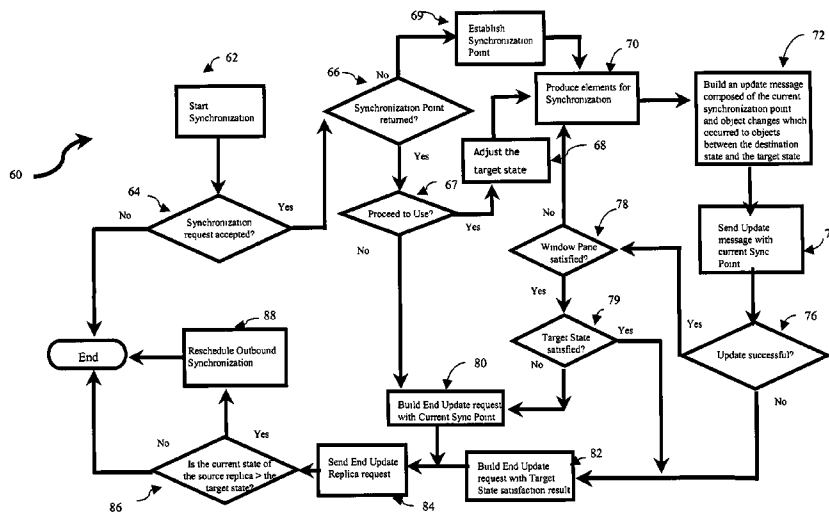 60
62
Start
Synchronization
64
Synchronization
request accepted?
No
Yes
66
Synchronization Point
returned?
No
Yes
69
Establish
Synchronization
Point
67
Proceed to Use?
Yes
No
Adjust the
target state
68
70
Produce elements for
Synchronization
72
Build an update message
composed of the current
synchronization point
and object changes which
occurred to objects
between the destination
state and the target state
Send Update
message with
current Sync
Point
7
76
Update successful?
Yes
No
78
Window Pane
satisfied?
No
Yes
79
Target State
satisfied?
Yes
No
80
Build End Update request
with Current Sync Point
82
Build End Update
request with Target
State satisfaction result
Send End Update
Replica request
84
Is the current state of
the source replica > the
target state?
86
No
Yes
88
Reschedule Outbound
Synchronization
End